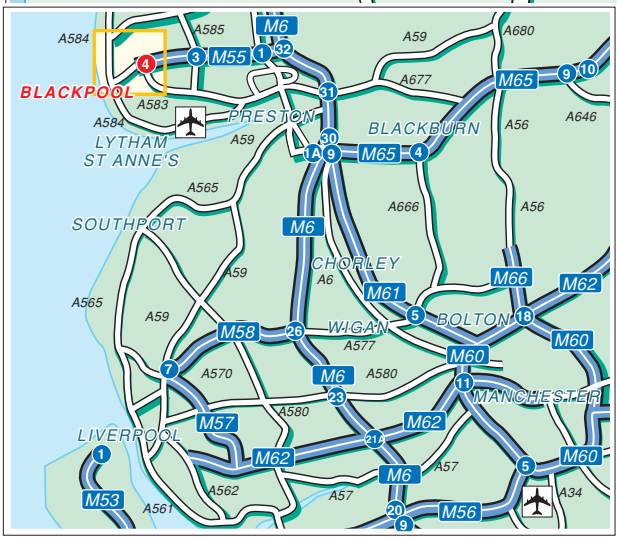 A584
A585
M6
A59
A680
4
3
M55
1
32
BLACKPOOL
A583
A677
31
M65
9
10
A646
A584
LYTHAM
ST ANNE'S
PRESTON
A59
30
BLACKBURN
A56
1A
9
M65
4
A565
A666
A56
SOUTHPORT
M6
A59
CHORLEY
A6
M61
M66
M62
A565
A59
M58
26
WIGAN
5
BOLTON
18
A577
M60
M60
7
A570
M6
A580
11
23
MANCHESTER
A580
M57
M62
LIVERPOOL
21A
1
M62
M6
A57
5
M60
M53
A562
A57
A34
A561
20
M56
9